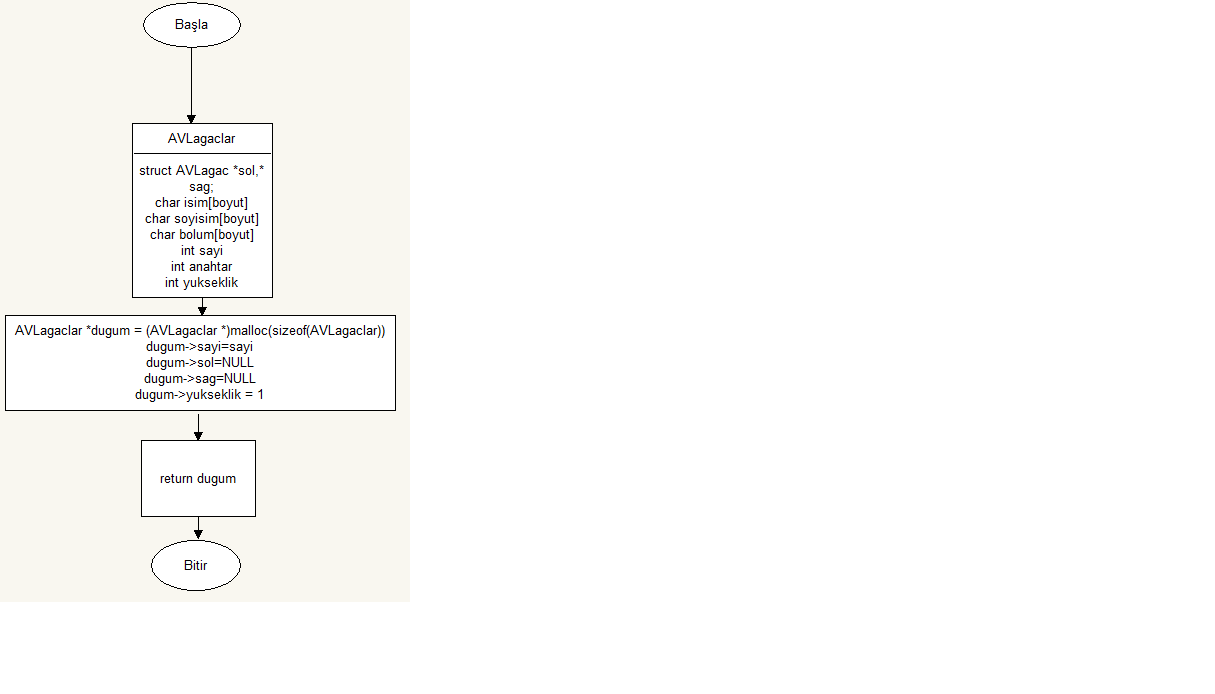 Başla
AVLagaclar
struct AVLagac *sol,*
sag;
char isim[boyut]
char soyisim[boyut]
char bolum[boyut]
int sayi
int anahtar
int yukseklik
AVLagaclar *dugum = (AVLagaclar *)malloc(sizeof(AVLagaclar))
dugum->sayi=sayi
dugum->sol=NULL
dugum->sag=NULL
dugum->yukseklik = 1
return dugum
Bitir